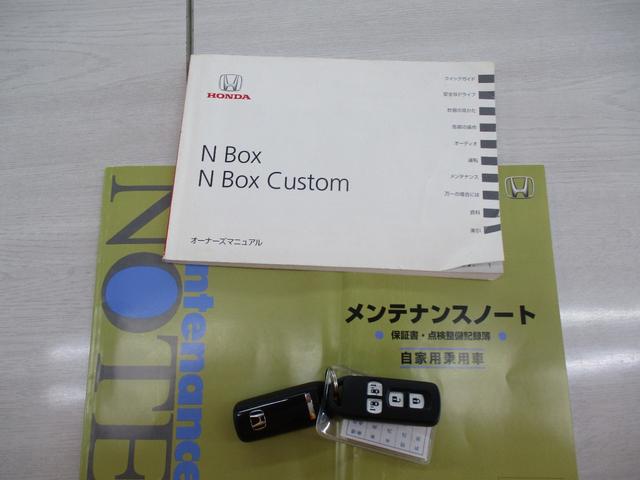 HONDA
N Box
N Box Custom
オーナーズマニュアル
クイックガイド
安全なドライブ
計器の見かた
各部の操作
オーディオ
運転
メンテナンス
万一の場合には
資料
索引
Maintenance
NOTE
メンテナンスノート
保証書・点検整備記録簿
自家用乗用車